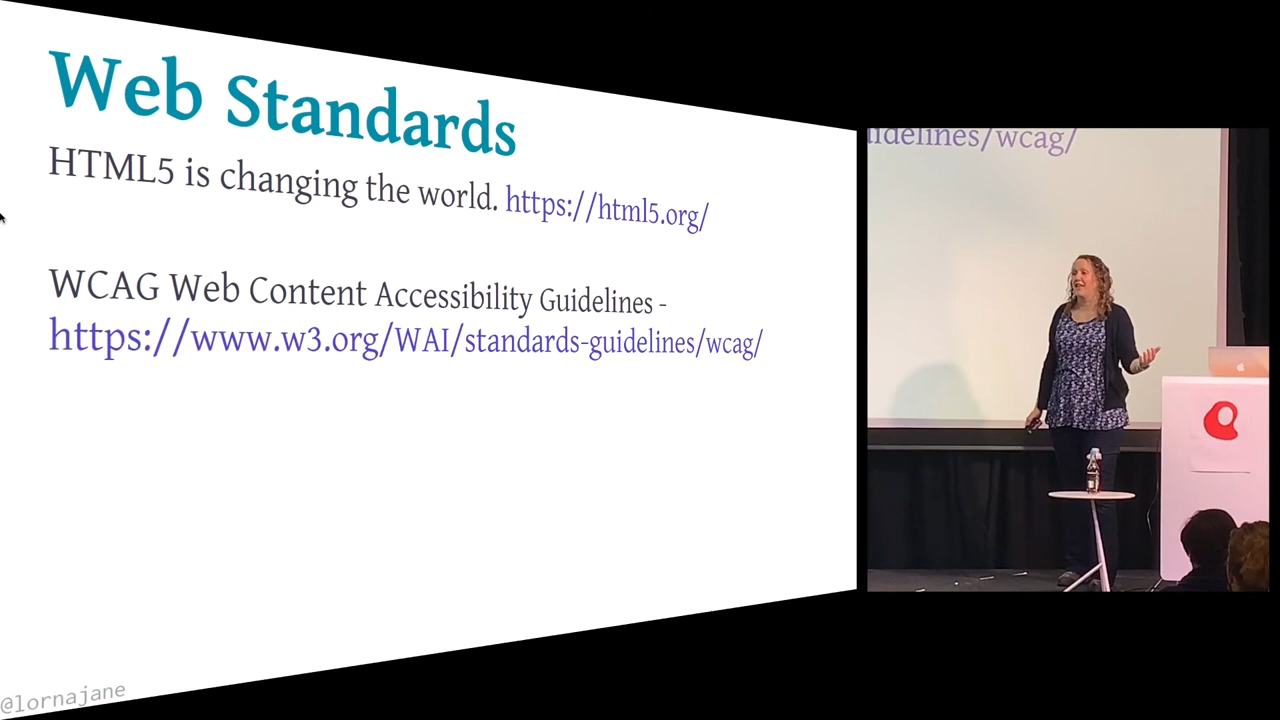 Web Standards
HTML5 is changing the world. https://html5.org/
WCAG Web Content Accessibility Guidelines -
https://www.w3.org/WAI/standards-guidelines/wcag/
@lornajane
idelines/wcag/